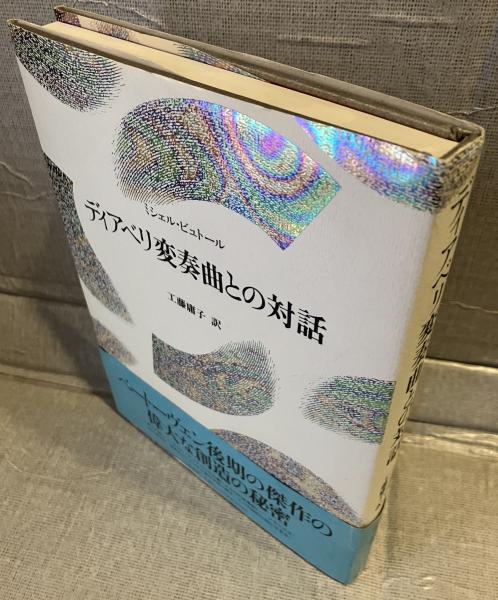 ミシェル・ビュトール
ディアベリ変奏曲との対話
工藤庸子 訳
ベートーヴェン後期の傑作の
偉大な創造の秘密
ディアベリ変奏曲との対話